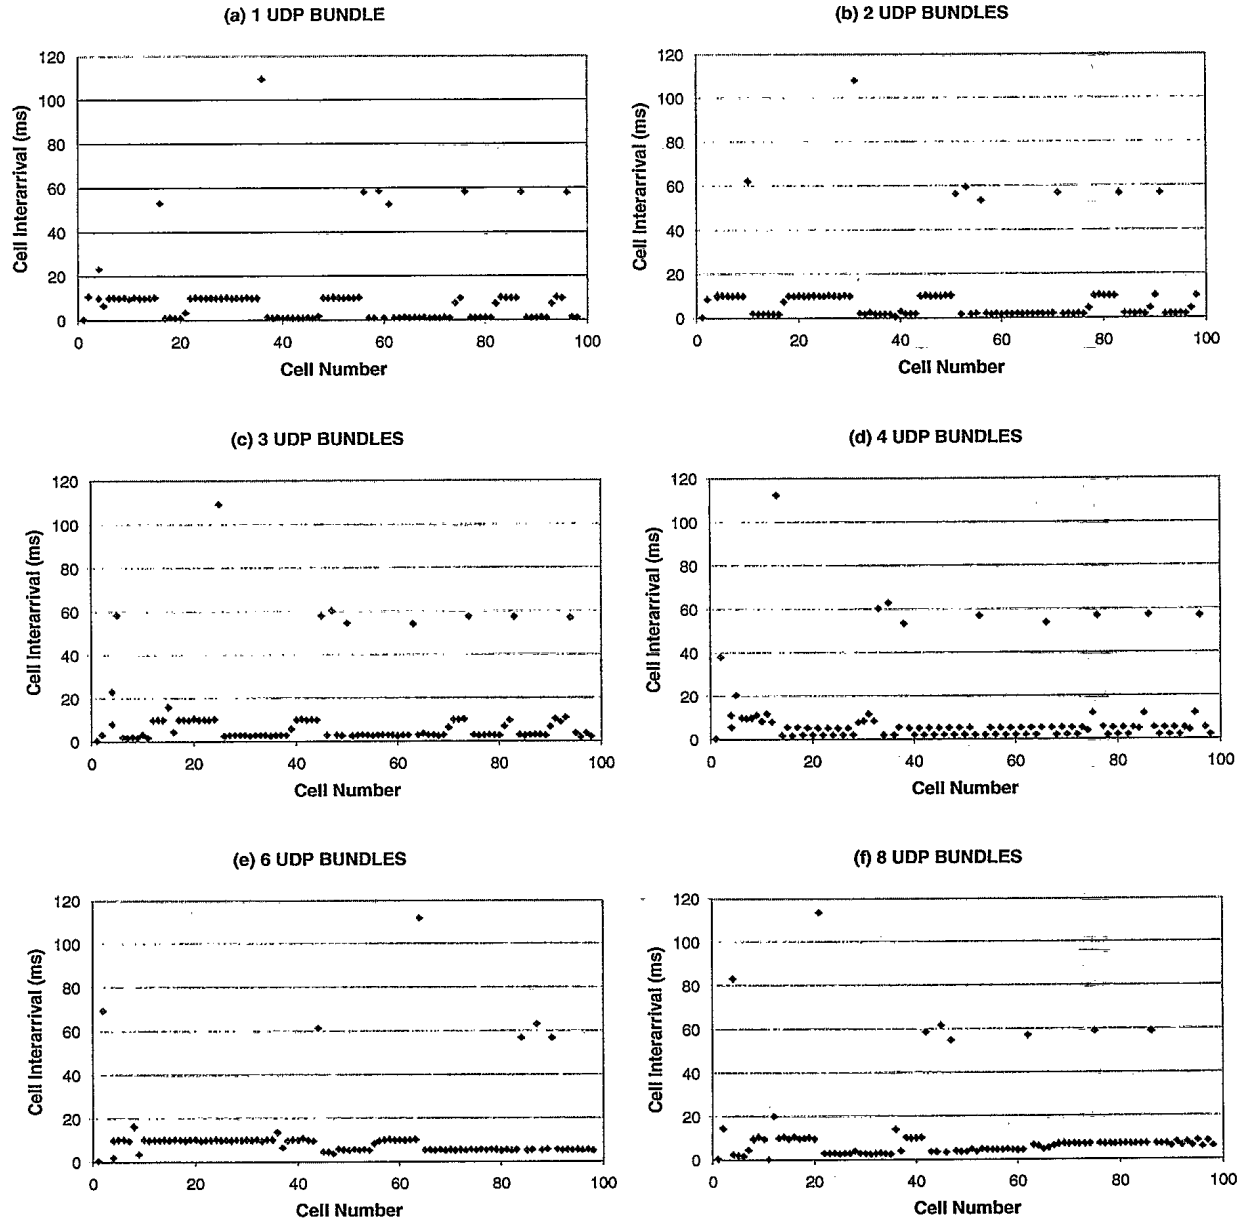 (a) 1 UDP BUNDLE
Cell Interarrival (ms)
120
100
80
60
40
20
0
0 20 40 60 80 100
Cell Number
(b) 2 UDP BUNDLES
Cell Interarrival (ms)
120
100
80
60
40
20
0
0 20 40 60 80 100
Cell Number
(c) 3 UDP BUNDLES
Cell Interarrival (ms)
120
100
80
60
40
20
0
0 20 40 60 80 100
Cell Number
(d) 4 UDP BUNDLES
Cell Interarrival (ms)
120
100
80
60
40
20
0
0 20 40 60 80 100
Cell Number
(e) 6 UDP BUNDLES
Cell Interarrival (ms)
120
100
80
60
40
20
0
0 20 40 60 80 100
Cell Number
(f) 8 UDP BUNDLES
Cell Interarrival (ms)
120
100
80
60
40
20
0
0 20 40 60 80 100
Cell Number